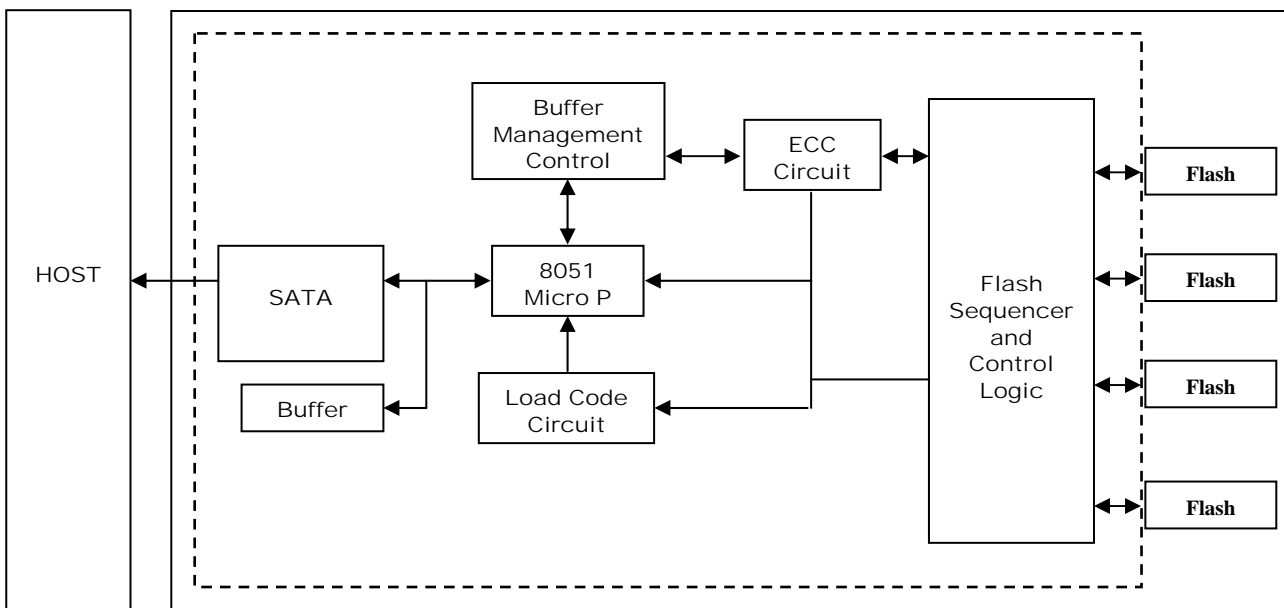 HOST
SATA
Buffer
Buffer
Management
Control
8051
Micro P
Load Code
Circuit
ECC
Circuit
Flash
Sequencer
and
Control
Logic
Flash
Flash
Flash
Flash